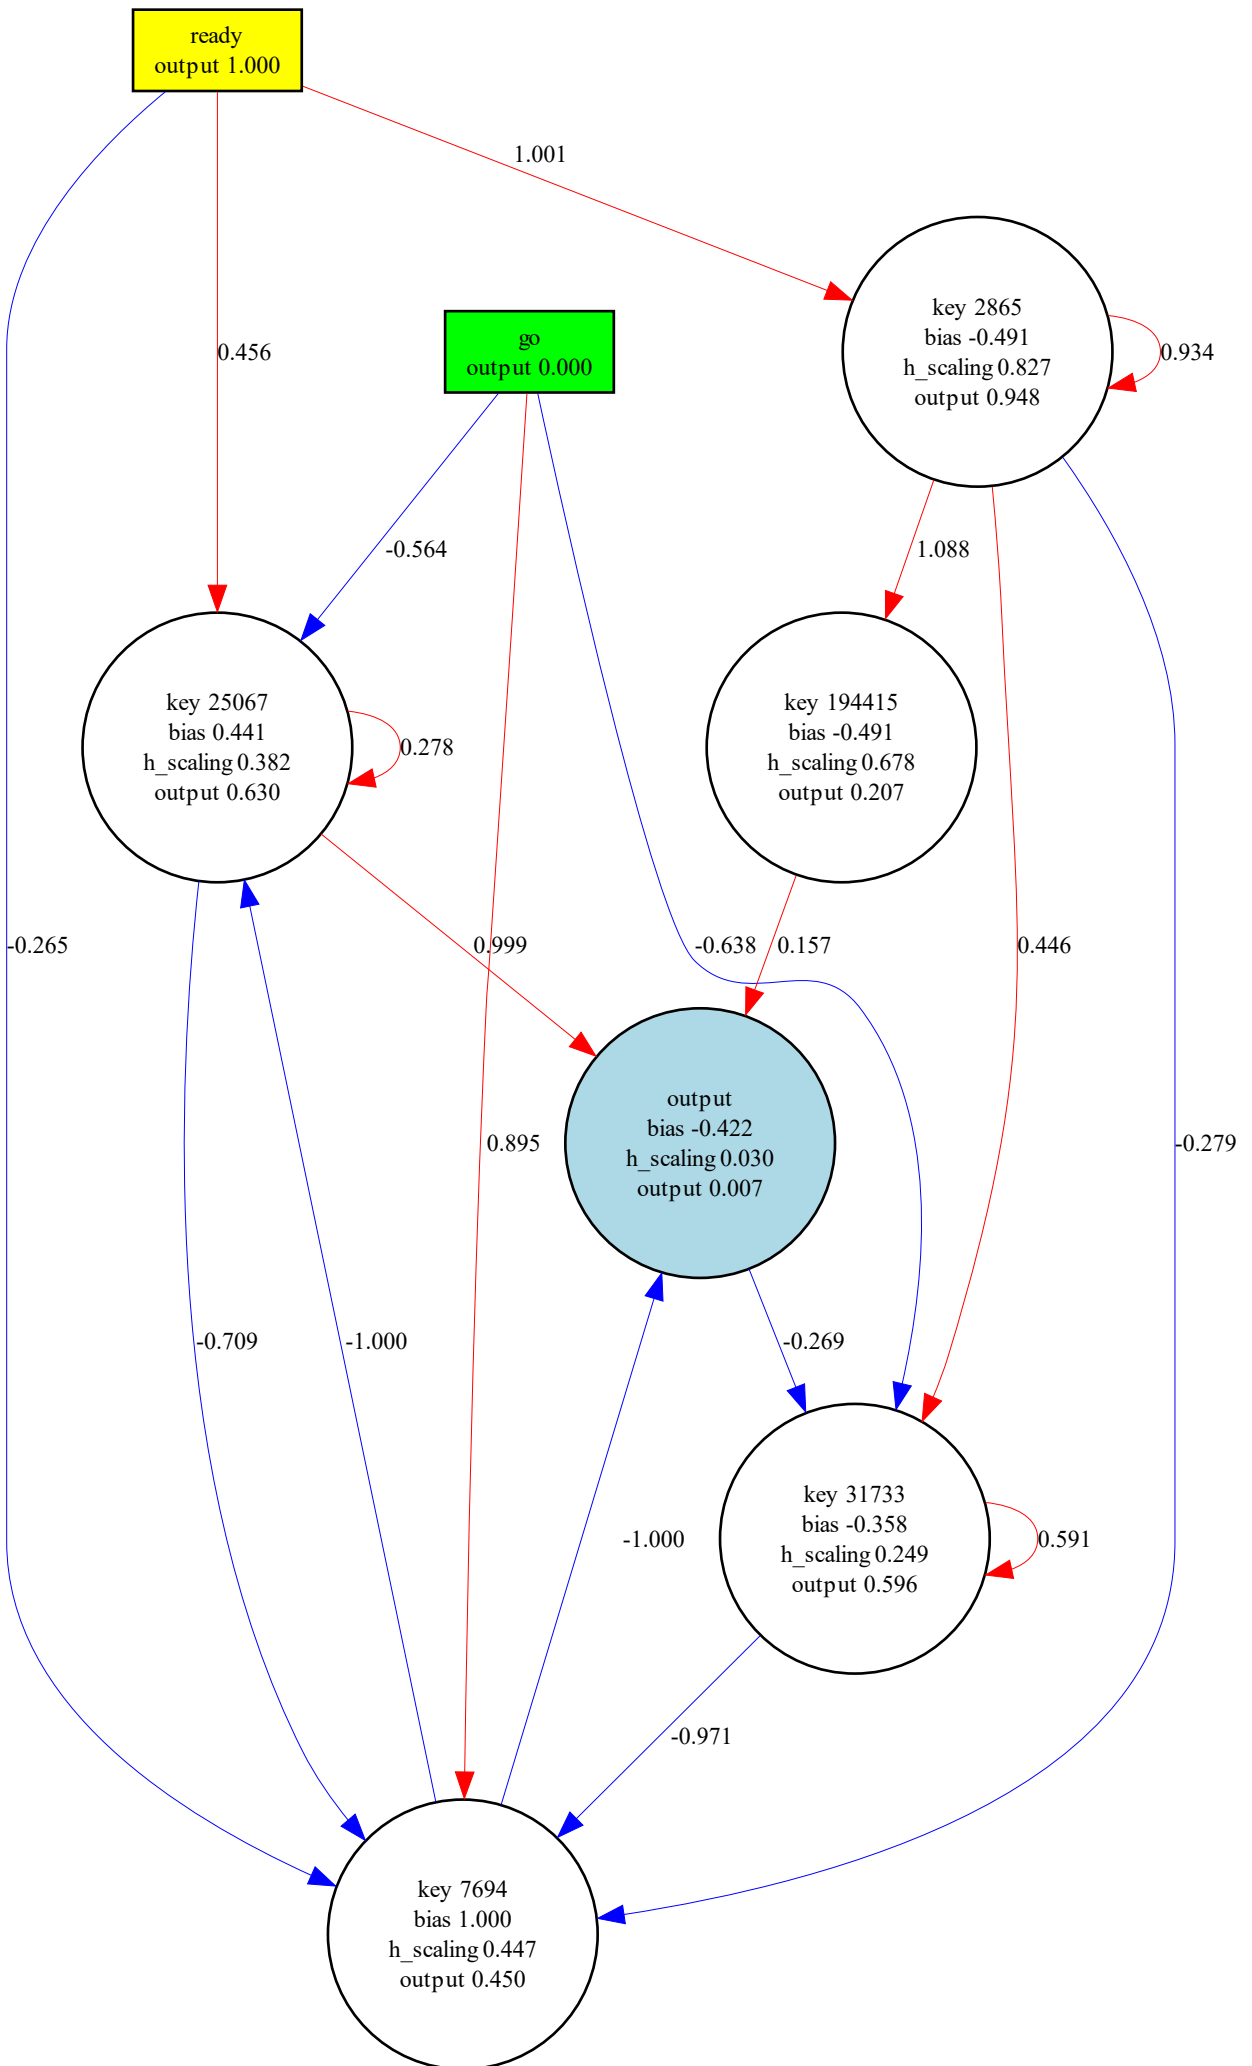 ready
output 1.000
1.001
key 2865
bias -0.491
h_scaling 0.827
output 0.948
0.934
go
output 0.000
0.456
-0.564
1.088
key 25067
bias 0.441
h_scaling 0.382
output 0.630
0.278
key 194415
bias -0.491
h_scaling 0.678
output 0.207
-0.265
0.999
-0.638
0.157
0.446
output
bias -0.422
h_scaling 0.030
output 0.007
0.895
-0.279
-0.709
-1.000
-0.269
key 31733
bias -0.358
h_scaling 0.249
output 0.596
-1.000
0.591
-0.971
key 7694
bias 1.000
h_scaling 0.447
output 0.450